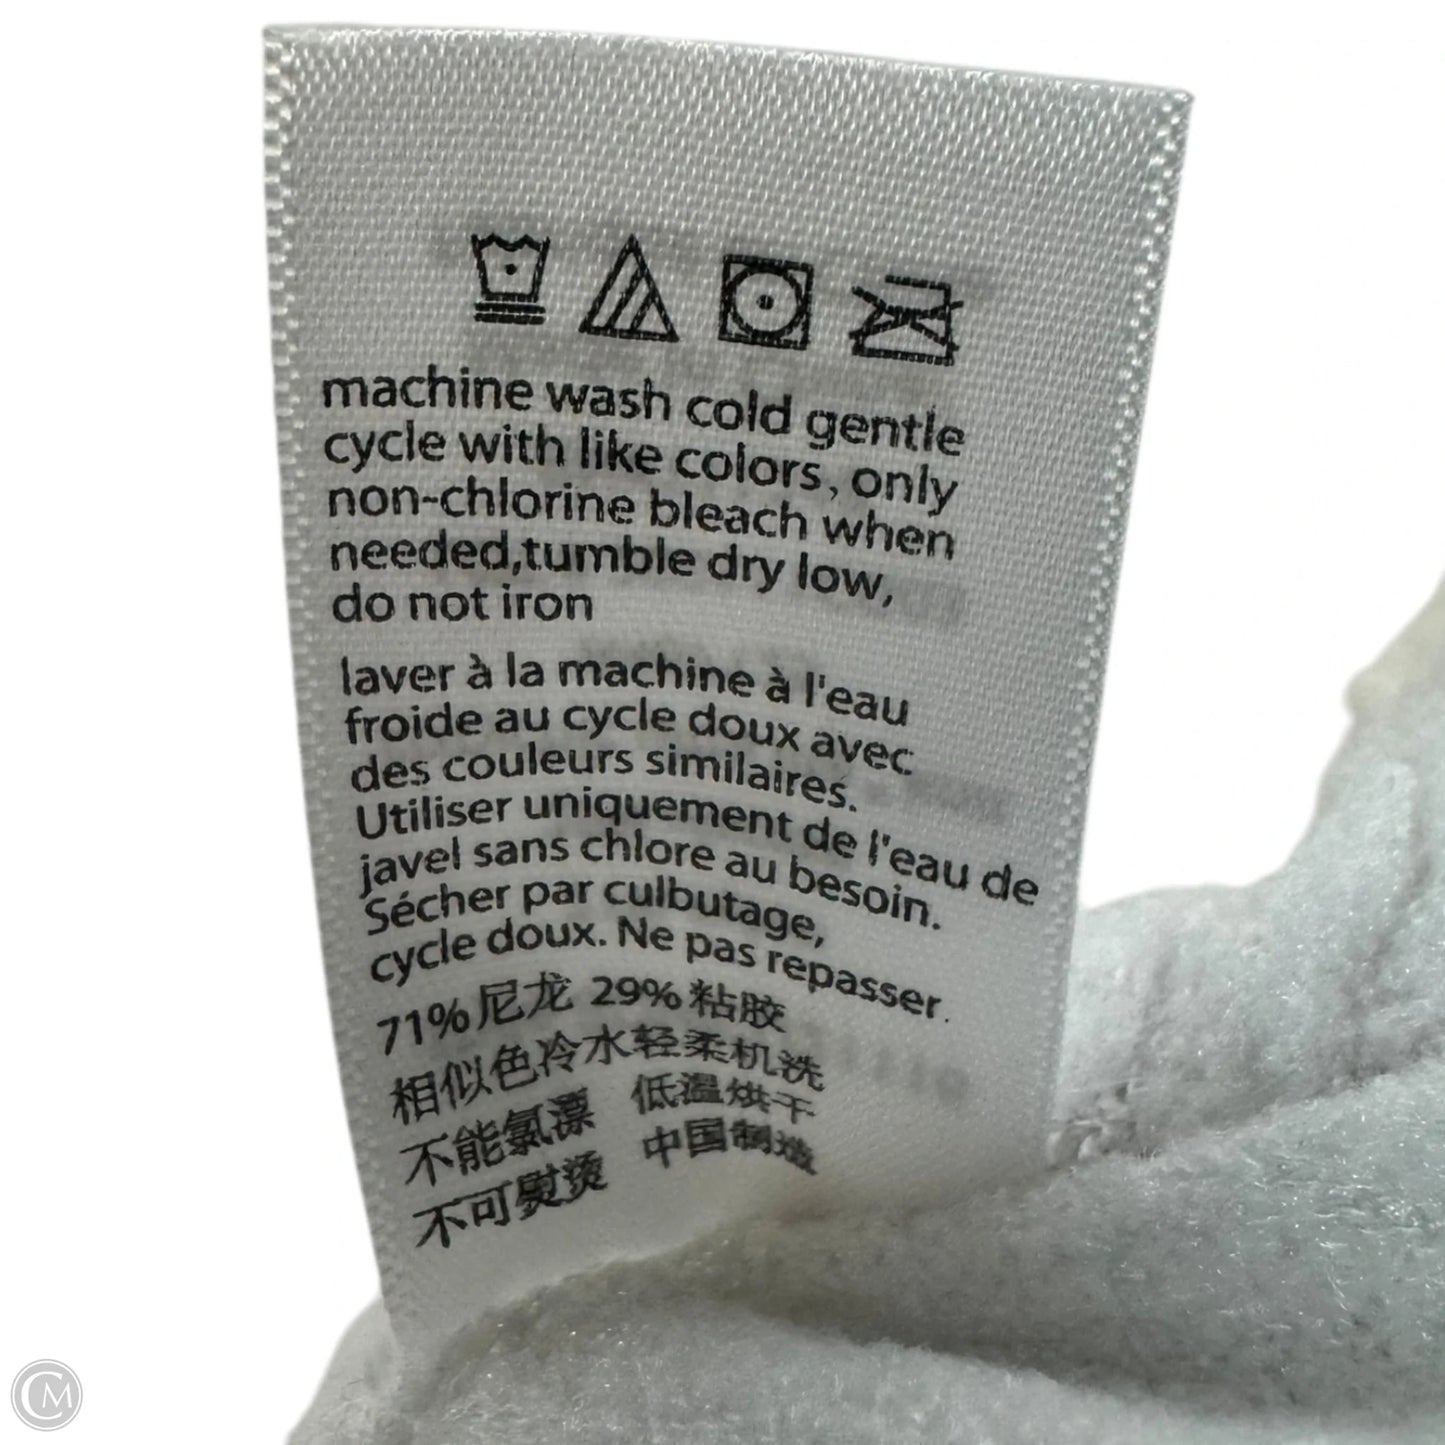 machine wash cold gentle
cycle with like colors, only
non-chlorine bleach when
needed,tumble dry low,
do not iron
laver à la machine à l'eau
froide au cycle doux avec
des couleurs similaires.
Utiliser uniquement de l'eau de
javel sans chlore au besoin.
Sécher par culbutage,
cycle doux. Ne pas repasser.
71%尼龙 29%粘胶
相似色冷水轻柔机洗
不能氯漂 低温烘干
不可熨烫 中国制造
CM